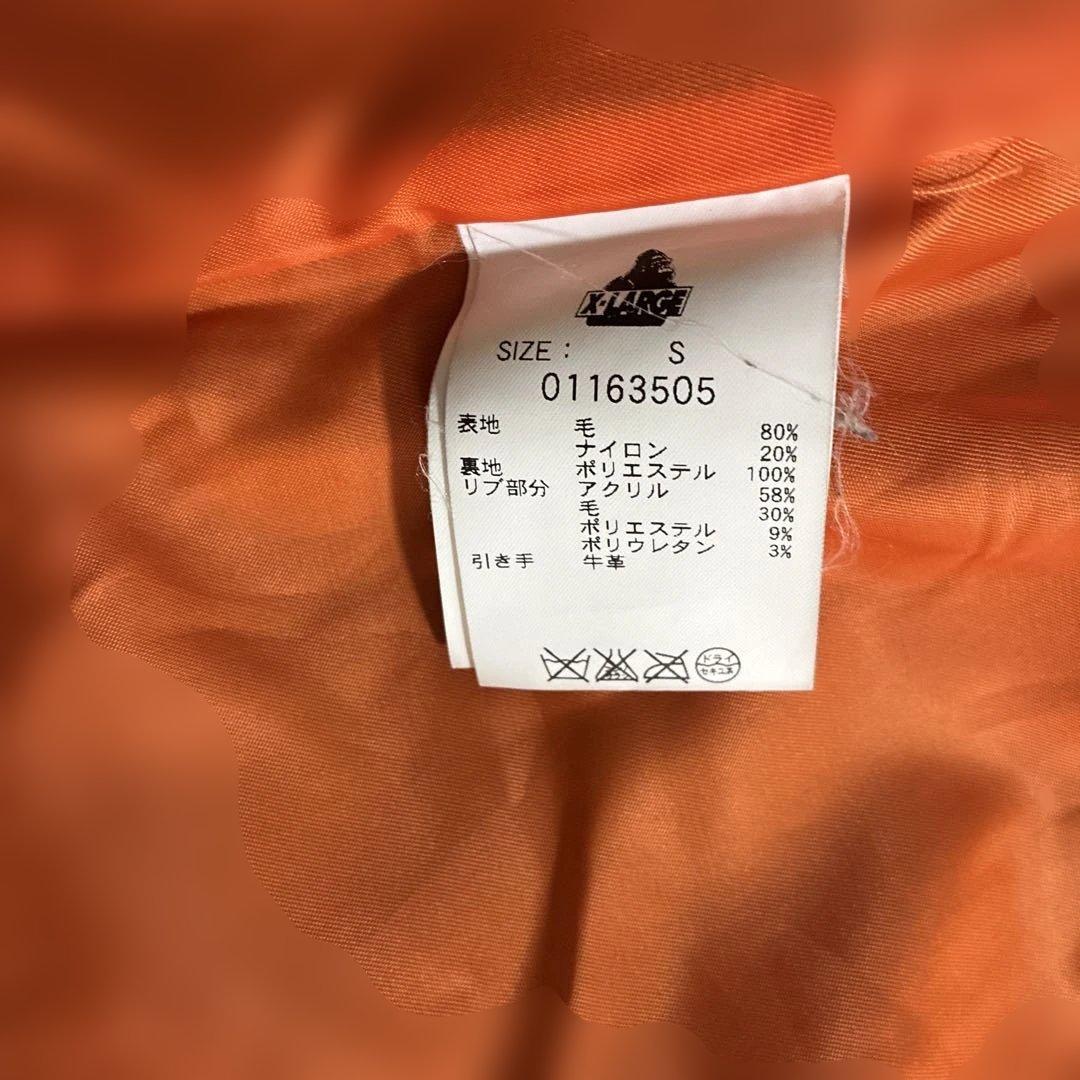 X-LARGE
SIZE : S
01163505
表地 毛 80%
ナイロン 20%
裏地 ポリエステル 100%
リブ部分 アクリル 58%
毛 30%
ポリエステル 9%
ポリウレタン 3%
引き手 牛革
ドライ
セキユ系